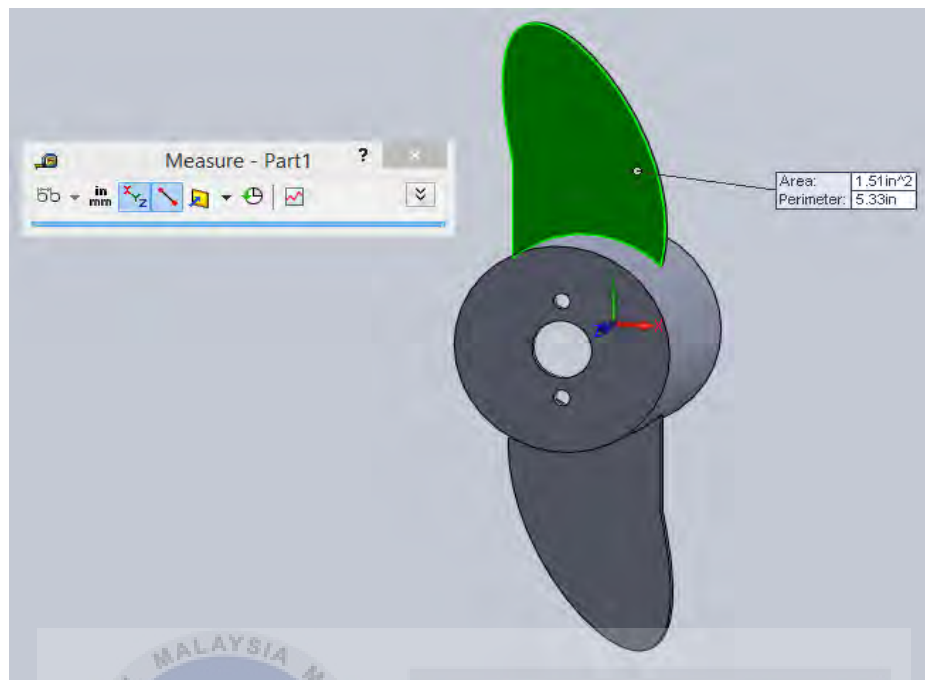 Measure - Part1 ?
in
mm
X Y Z
Area: 1.51in^2
Perimeter: 5.33in
MALAYSIA